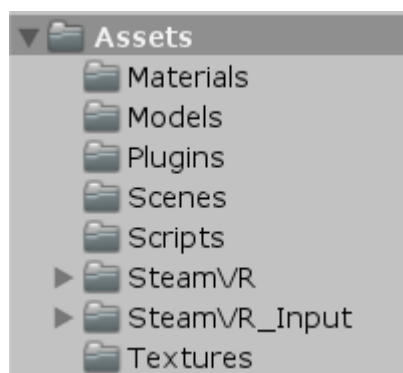 Assets
Materials
Models
Plugins
Scenes
Scripts
SteamVR
SteamVR_Input
Textures